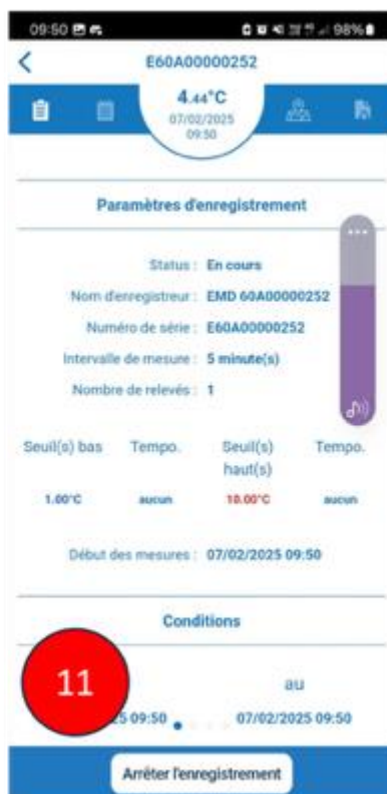 09:50
98%
E60A00000252
4.44°C
07/02/2025
09:50
Paramètres d'enregistrement
Status : En cours
Nom d'enregistreur : EMD 60A00000252
Numéro de série : E60A00000252
Intervalle de mesure : 5 minute(s)
Nombre de relevés : 1
Seuil(s) bas Tempo. Seuil(s) haut(s) Tempo.
1.00°C aucun 10.00°C aucun
Début des mesures : 07/02/2025 09:50
Conditions
11
au
25 09:50 07/02/2025 09:50
Arrêter l'enregistrement